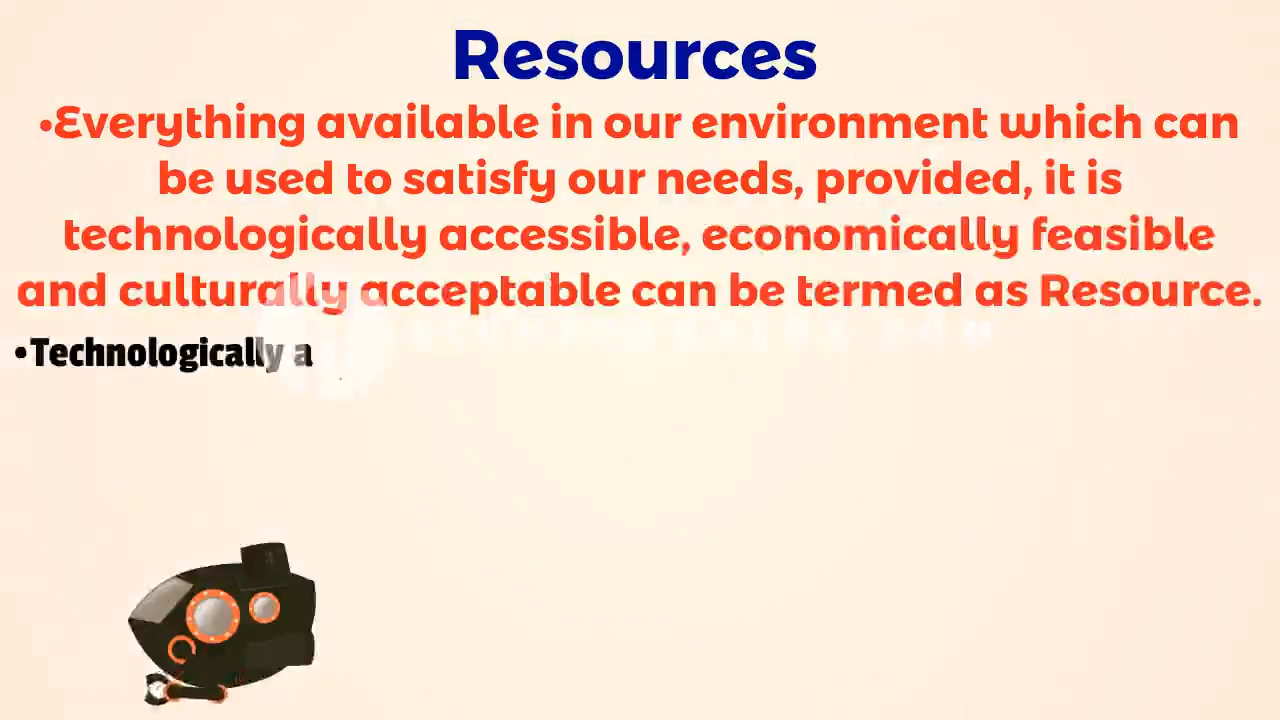 Resources
•Everything available in our environment which can
be used to satisfy our needs, provided, it is
technologically accessible, economically feasible
and culturally acceptable can be termed as Resource.
•Technologically a